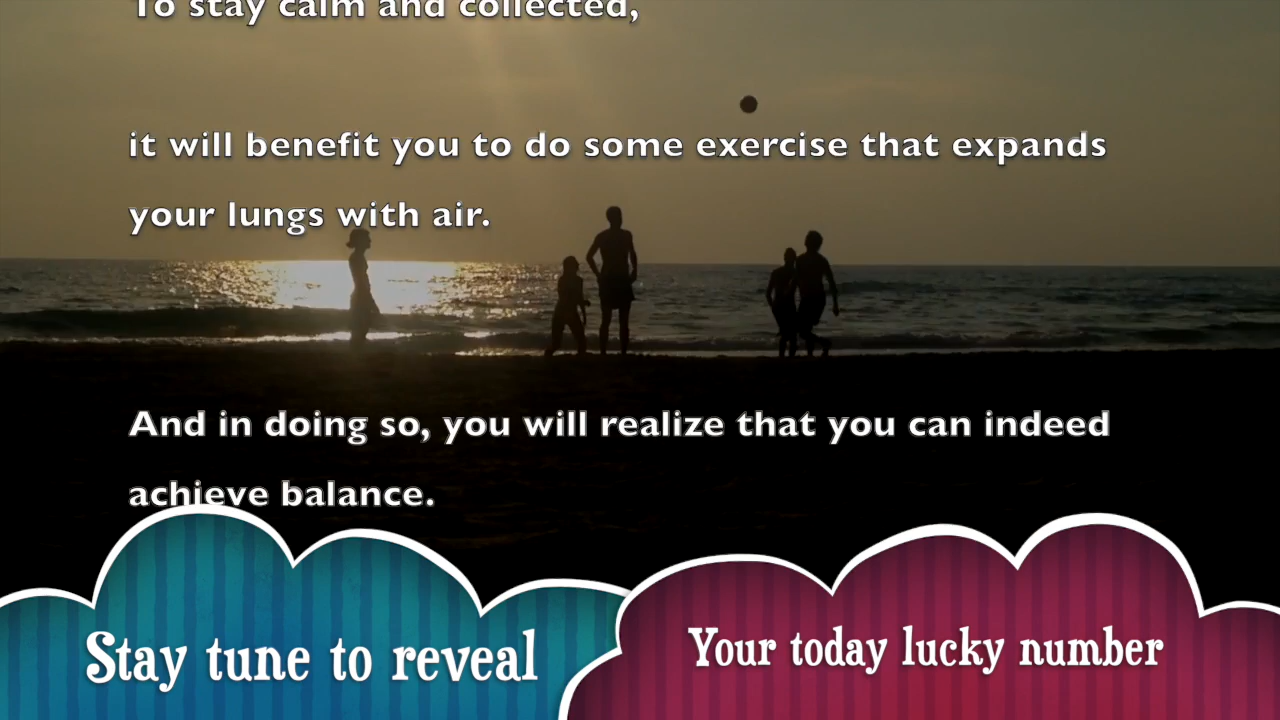 To stay calm and collected,
it will benefit you to do some exercise that expands
your lungs with air.
And in doing so, you will realize that you can indeed
achieve balance.
Stay tune to reveal
Your today lucky number